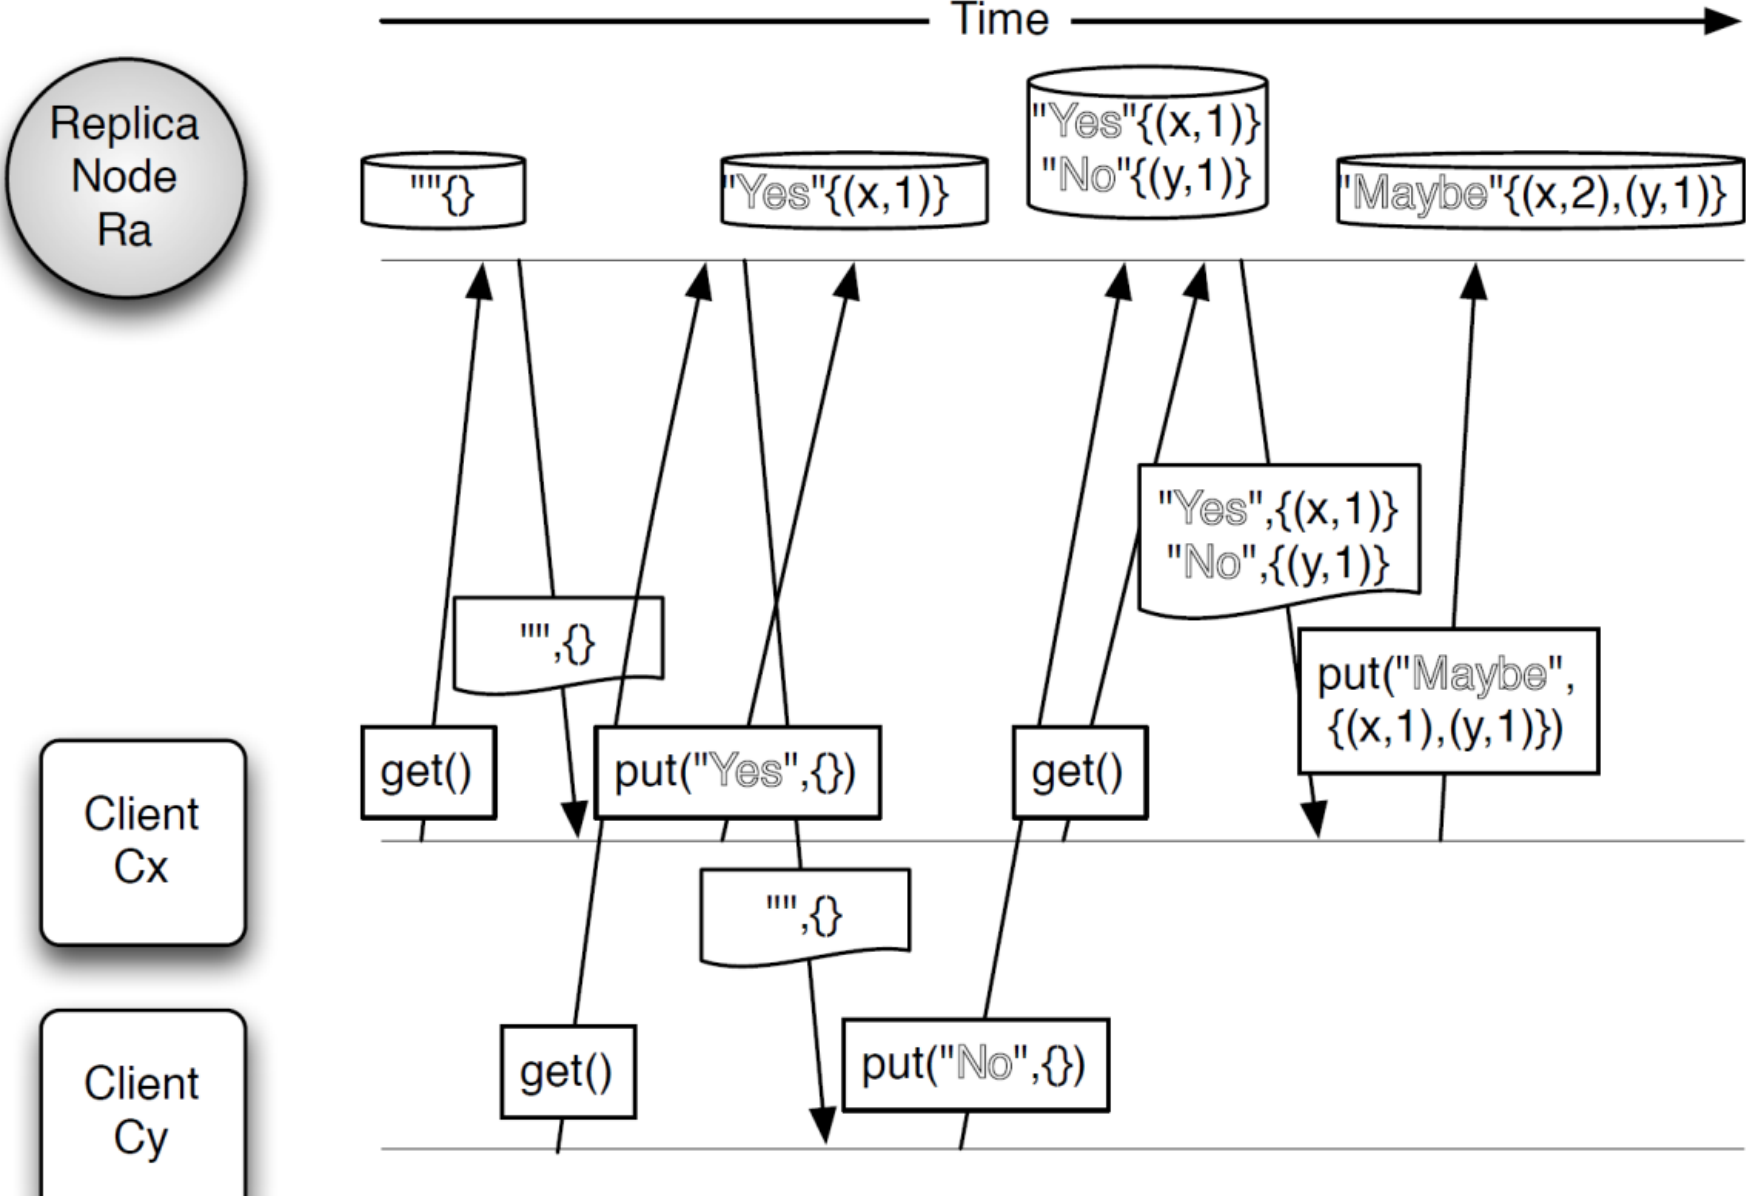 Time
Replica
Node
Ra
""{}
"Yes"{(x,1)}
"Yes"{(x,1)}
"No"{(y,1)}
"Maybe"{(x,2),(y,1)}
"Yes",{(x,1)}
"No",{(y,1)}
"",{}
put("Maybe",
{(x,1),(y,1)})
Client
Cx
get()
put("Yes",{})
get()
"",{}
Client
Cy
get()
put("No",{})